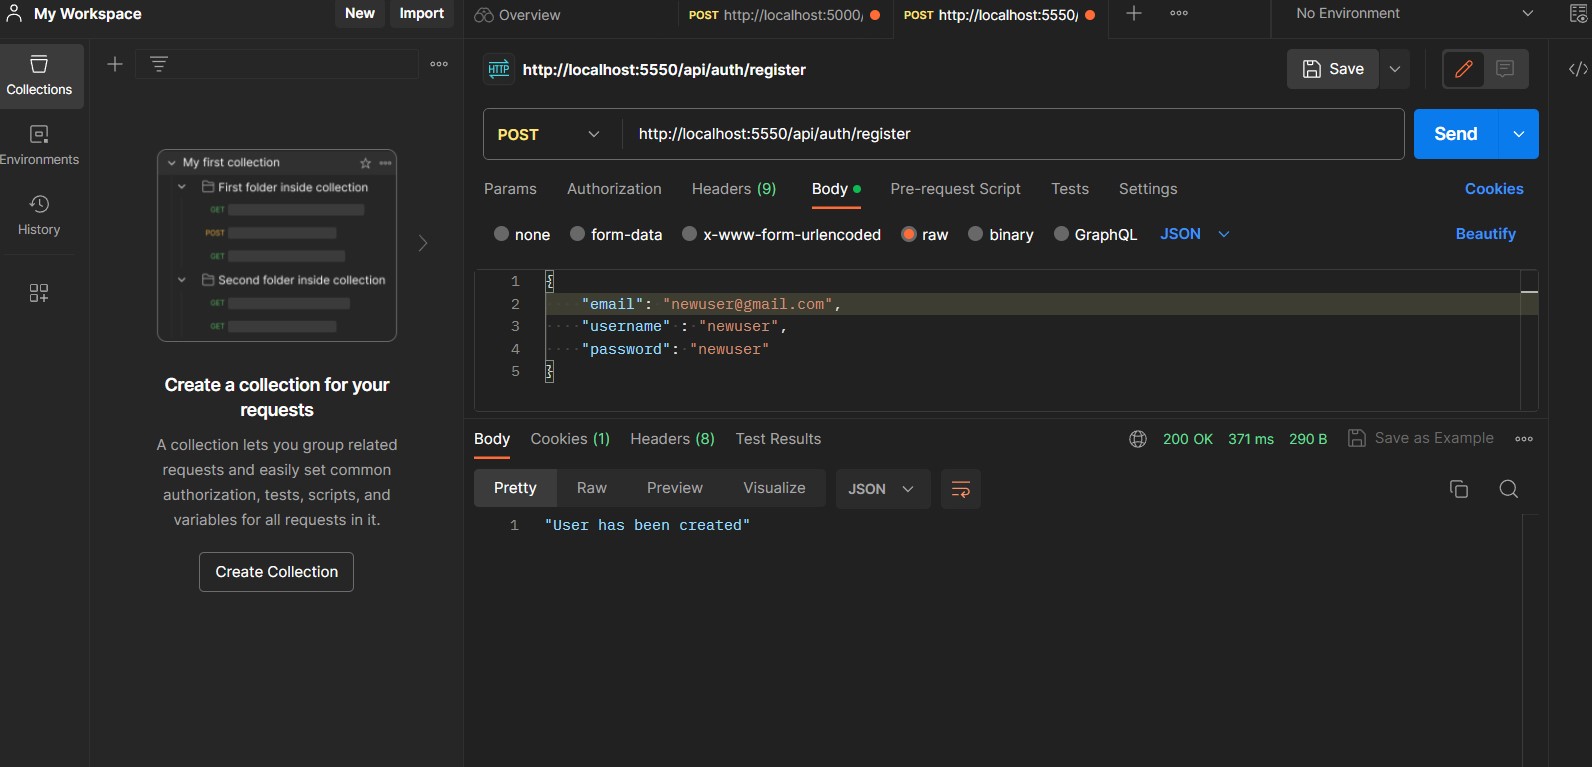 My Workspace
New
Import
Overview
POST http://localhost:5000/
POST http://localhost:5550/
No Environment
Collections
Environments
History
My first collection
First folder inside collection
GET
POST
GET
Second folder inside collection
GET
GET
Create a collection for your
requests
A collection lets you group related
requests and easily set common
authorization, tests, scripts, and
variables for all requests in it.
Create Collection
HTTP http://localhost:5550/api/auth/register
Save
POST http://localhost:5550/api/auth/register
Send
Params Authorization Headers (9) Body Pre-request Script Tests Settings Cookies
none form-data x-www-form-urlencoded raw binary GraphQL JSON Beautify
1 {
2 "email": "newuser@gmail.com",
3 "username" : "newuser",
4 "password": "newuser"
5 }
Body Cookies (1) Headers (8) Test Results 200 OK 371 ms 290 B Save as Example
Pretty Raw Preview Visualize JSON
1 "User has been created"